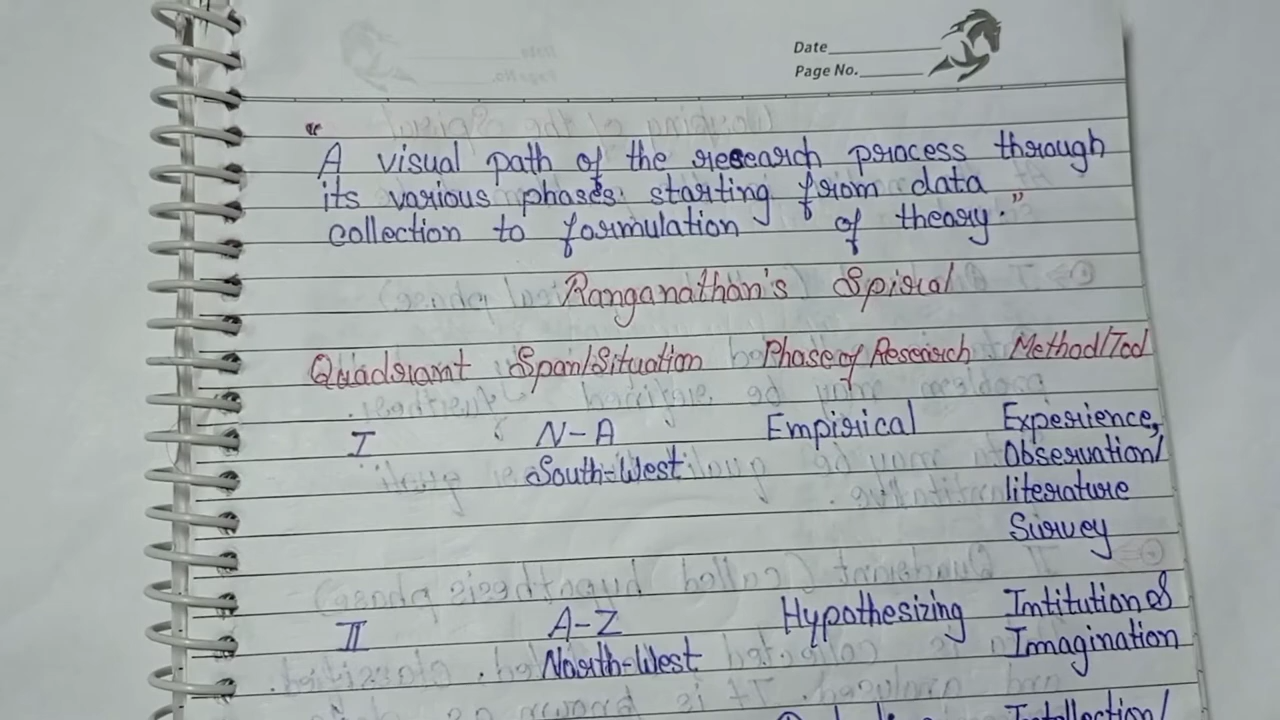 Date
Page No.
"
A visual path of the research process through
its various phases starting from data
collection to formulation of theory."
Ranganathan's Spiral
Quadrant Span/Situation Phase of Research Method/Tool
I N-A Empirical Experience,
South-West Observation/
literature
Survey
II A-Z Hypothesizing Intitution &
North-West Imagination
Intellection/